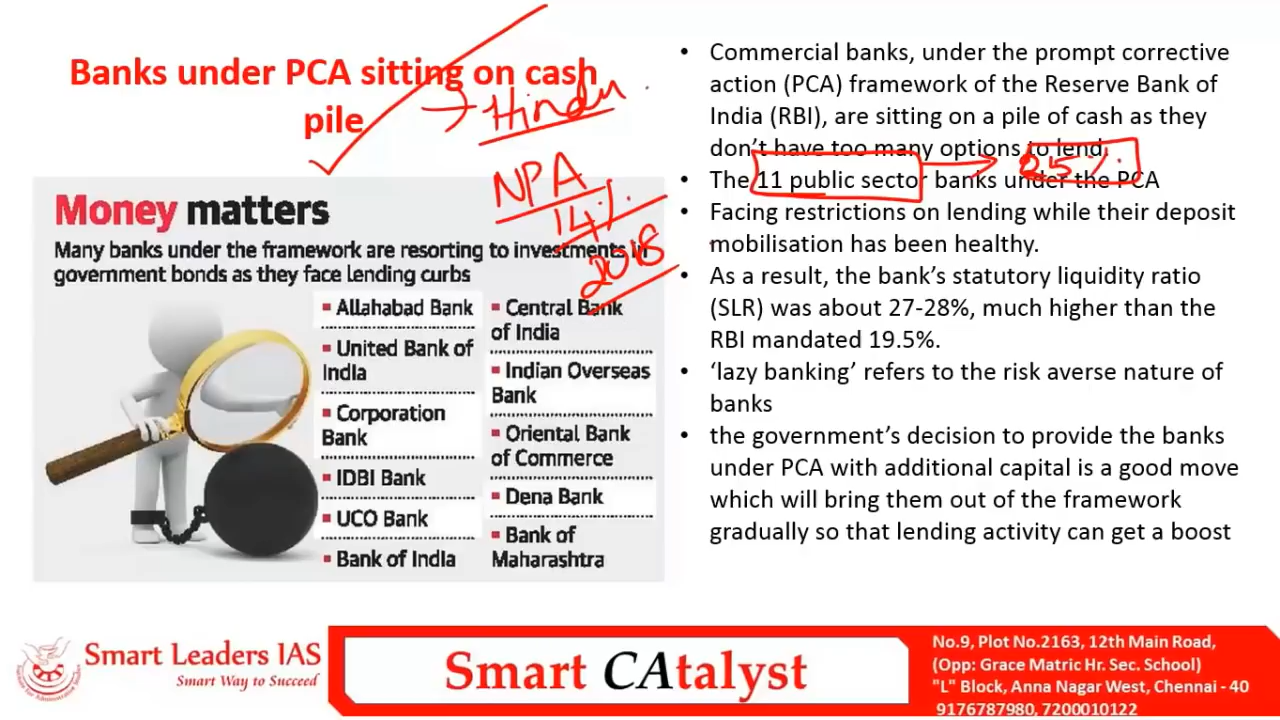 Banks under PCA sitting on cash
pile
→ Hindu
NPA
14%
2018
Money matters
Many banks under the framework are resorting to investments in
government bonds as they face lending curbs
▪ Allahabad Bank
▪ United Bank of
India
▪ Corporation
Bank
▪ IDBI Bank
▪ UCO Bank
▪ Bank of India
▪ Central Bank
of India
▪ Indian Overseas
Bank
▪ Oriental Bank
of Commerce
▪ Dena Bank
▪ Bank of
Maharashtra
• Commercial banks, under the prompt corrective
action (PCA) framework of the Reserve Bank of
India (RBI), are sitting on a pile of cash as they
don't have too many options to lend.
25%
• The 11 public sector banks under the PCA
• Facing restrictions on lending while their deposit
mobilisation has been healthy.
• As a result, the bank's statutory liquidity ratio
(SLR) was about 27-28%, much higher than the
RBI mandated 19.5%.
• 'lazy banking' refers to the risk averse nature of
banks
• the government's decision to provide the banks
under PCA with additional capital is a good move
which will bring them out of the framework
gradually so that lending activity can get a boost
Smart Leaders IAS
Smart Way to Succeed
Smart CAtalyst
No.9, Plot No.2163, 12th Main Road,
(Opp: Grace Matric Hr. Sec. School)
"L" Block, Anna Nagar West, Chennai - 40
9176787980, 7200010122